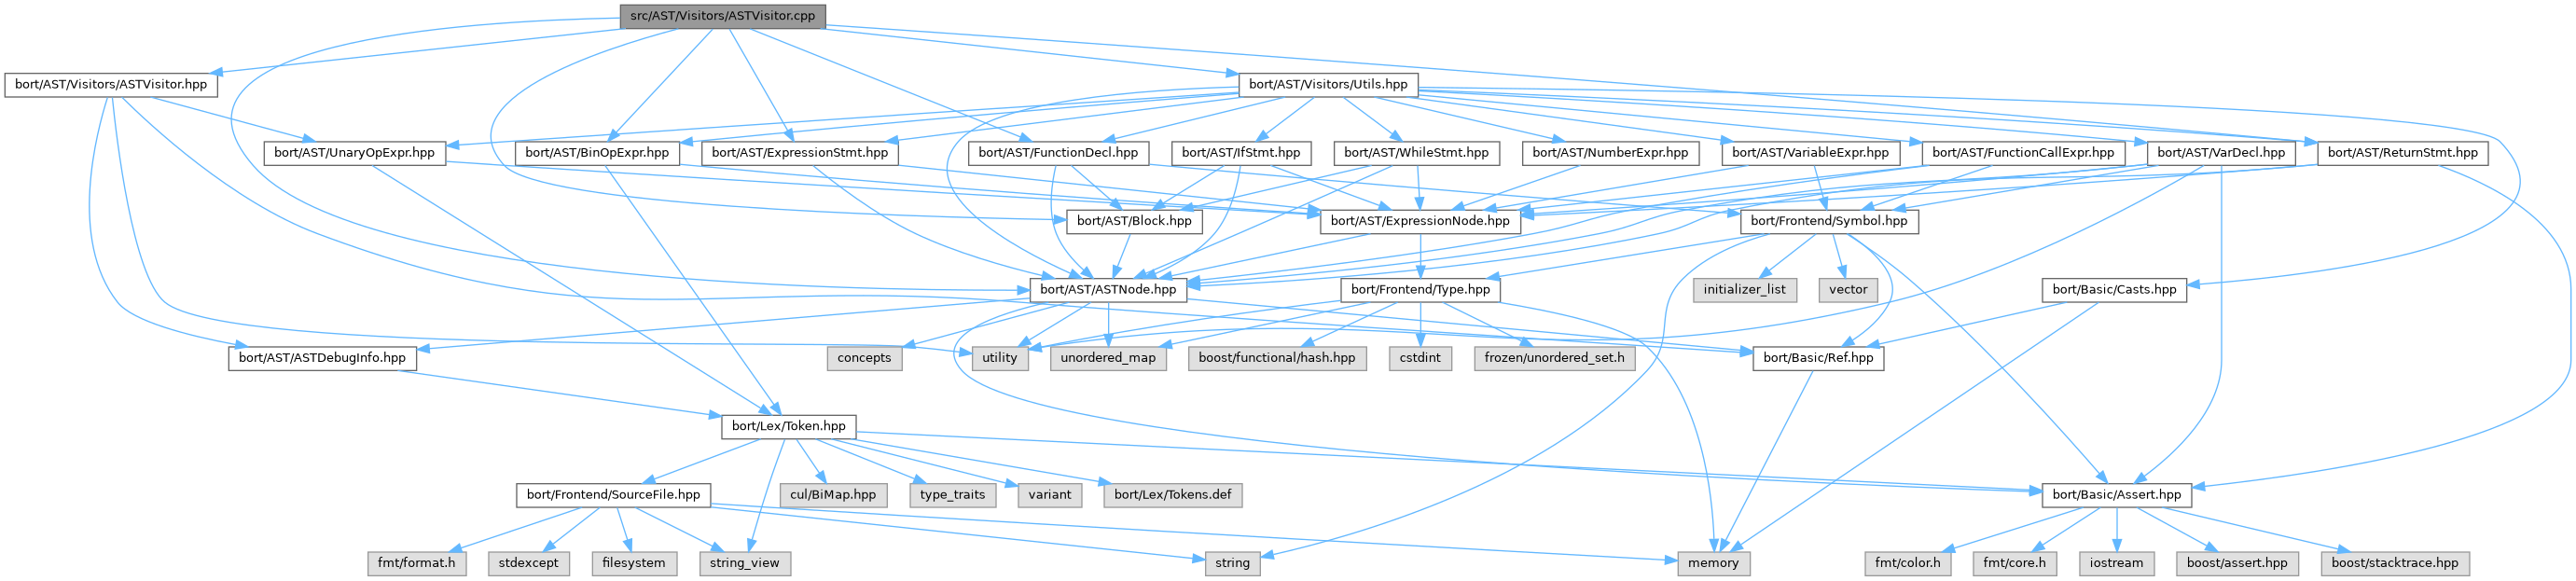 src/AST/Visitors/ASTVisitor.cpp
bort/AST/Visitors/ASTVisitor.hpp
bort/AST/Visitors/Utils.hpp
bort/AST/UnaryOpExpr.hpp
bort/AST/BinOpExpr.hpp
bort/AST/ExpressionStmt.hpp
bort/AST/FunctionDecl.hpp
bort/AST/IfStmt.hpp
bort/AST/WhileStmt.hpp
bort/AST/NumberExpr.hpp
bort/AST/VariableExpr.hpp
bort/AST/FunctionCallExpr.hpp
bort/AST/VarDecl.hpp
bort/AST/ReturnStmt.hpp
bort/AST/Block.hpp
bort/AST/ExpressionNode.hpp
bort/Frontend/Symbol.hpp
bort/AST/ASTNode.hpp
bort/Frontend/Type.hpp
initializer_list
vector
bort/Basic/Casts.hpp
bort/AST/ASTDebugInfo.hpp
concepts
utility
unordered_map
boost/functional/hash.hpp
cstdint
frozen/unordered_set.h
bort/Basic/Ref.hpp
bort/Lex/Token.hpp
bort/Frontend/SourceFile.hpp
cul/BiMap.hpp
type_traits
variant
bort/Lex/Tokens.def
bort/Basic/Assert.hpp
fmt/format.h
stdexcept
filesystem
string_view
string
memory
fmt/color.h
fmt/core.h
iostream
boost/assert.hpp
boost/stacktrace.hpp